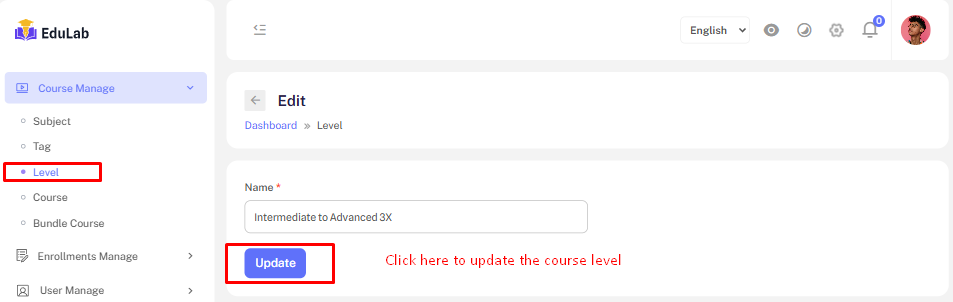 EduLab
English
0
Course Manage
Subject
Tag
Level
Course
Bundle Course
Enrollments Manage
User Manage
Edit
Dashboard » Level
Name *
Intermediate to Advanced 3X
Update
Click here to update the course level